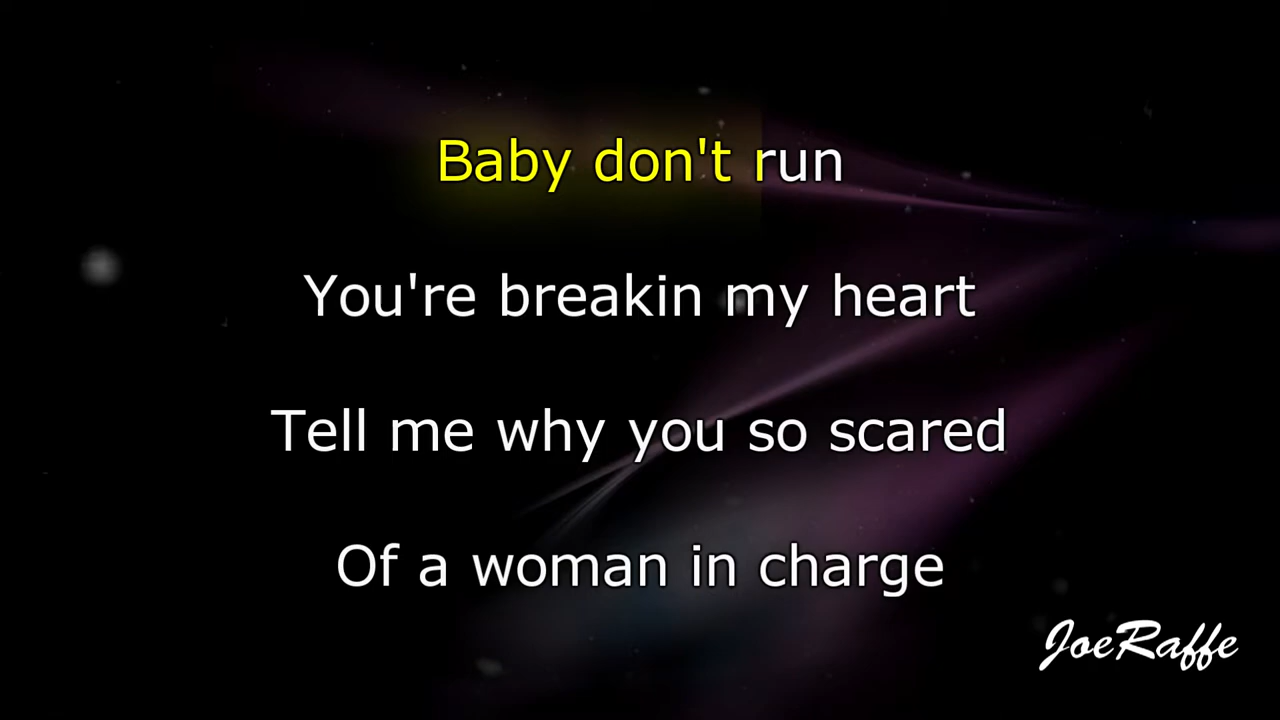 Baby don't run
You're breakin my heart
Tell me why you so scared
Of a woman in charge
JoeRaffe